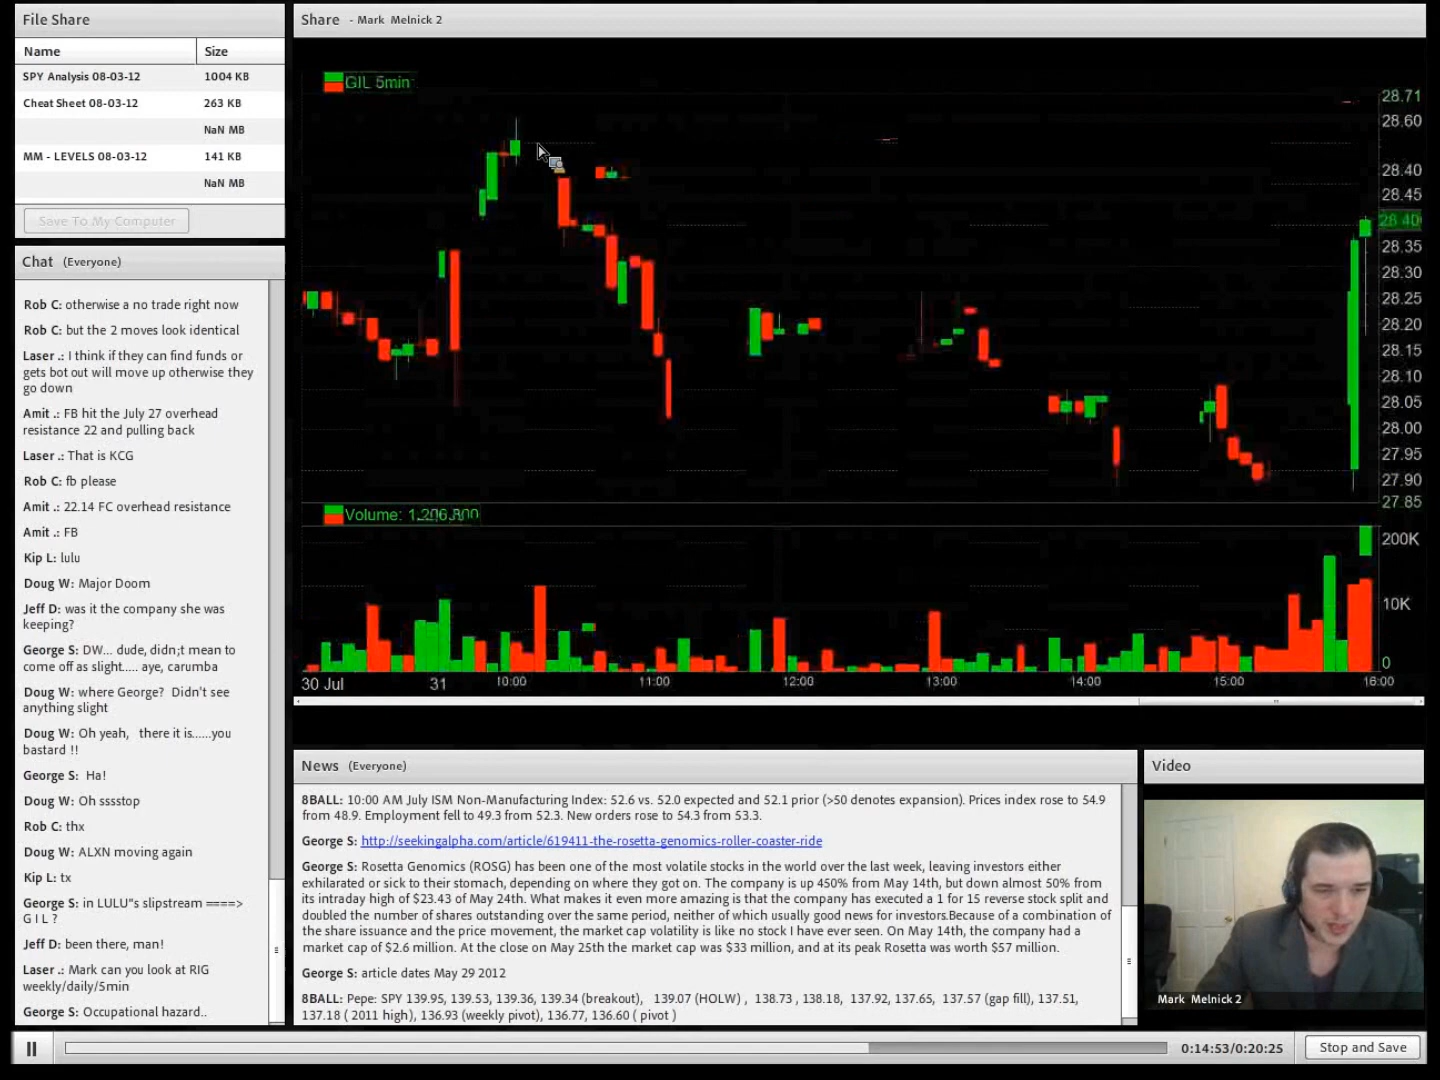 File Share
Name Size
SPY Analysis 08-03-12 1004 KB
Cheat Sheet 08-03-12 263 KB
NaN MB
MM - LEVELS 08-03-12 141 KB
NaN MB
Save To My Computer
Chat (Everyone)
Rob C: otherwise a no trade right now
Rob C: but the 2 moves look identical
Laser .: I think if they can find funds or
gets bot out will move up otherwise they
go down
Amit .: FB hit the July 27 overhead
resistance 22 and pulling back
Laser .: That is KCG
Rob C: fb please
Amit .: 22.14 FC overhead resistance
Amit .: FB
Kip L: lulu
Doug W: Major Doom
Jeff D: was it the company she was
keeping?
George S: DW... dude, didn;t mean to
come off as slight..... aye, carumba
Doug W: where George? Didn't see
anything slight
Doug W: Oh yeah, there it is......you
bastard !!
George S: Ha!
Doug W: Oh sssstop
Rob C: thx
Doug W: ALXN moving again
Kip L: tx
George S: in LULU"s slipstream ====>
G I L ?
Jeff D: been there, man!
Laser .: Mark can you look at RIG
weekly/daily/5min
George S: Occupational hazard..
Share - Mark Melnick 2
GIL 5min
28.71
28.60
28.40
28.45
28.40
28.35
28.30
28.25
28.20
28.15
28.10
28.05
28.00
27.95
27.90
27.85
Volume: 1,206,300
200K
10K
0
30 Jul 31 10:00 11:00 12:00 13:00 14:00 15:00 16:00
News (Everyone)
8BALL: 10:00 AM July ISM Non-Manufacturing Index: 52.6 vs. 52.0 expected and 52.1 prior (>50 denotes expansion). Prices index rose to 54.9
from 48.9. Employment fell to 49.3 from 52.3. New orders rose to 54.3 from 53.3.
George S: http://seekingalpha.com/article/619411-the-rosetta-genomics-roller-coaster-ride
George S: Rosetta Genomics (ROSG) has been one of the most volatile stocks in the world over the last week, leaving investors either
exhilarated or sick to their stomach, depending on where they got on. The company is up 450% from May 14th, but down almost 50% from
its intraday high of $23.43 of May 24th. What makes it even more amazing is that the company has executed a 1 for 15 reverse stock split and
doubled the number of shares outstanding over the same period, neither of which usually good news for investors.Because of a combination of
the share issuance and the price movement, the market cap volatility is like no stock I have ever seen. On May 14th, the company had a
market cap of $2.6 million. At the close on May 25th the market cap was $33 million, and at its peak Rosetta was worth $57 million.
George S: article dates May 29 2012
8BALL: Pepe: SPY 139.95, 139.53, 139.36, 139.34 (breakout), 139.07 (HOLW) , 138.73 , 138.18, 137.92, 137.65, 137.57 (gap fill), 137.51,
137.18 ( 2011 high), 136.93 (weekly pivot), 136.77, 136.60 ( pivot )
Video
Mark Melnick 2
0:14:53/0:20:25
Stop and Save